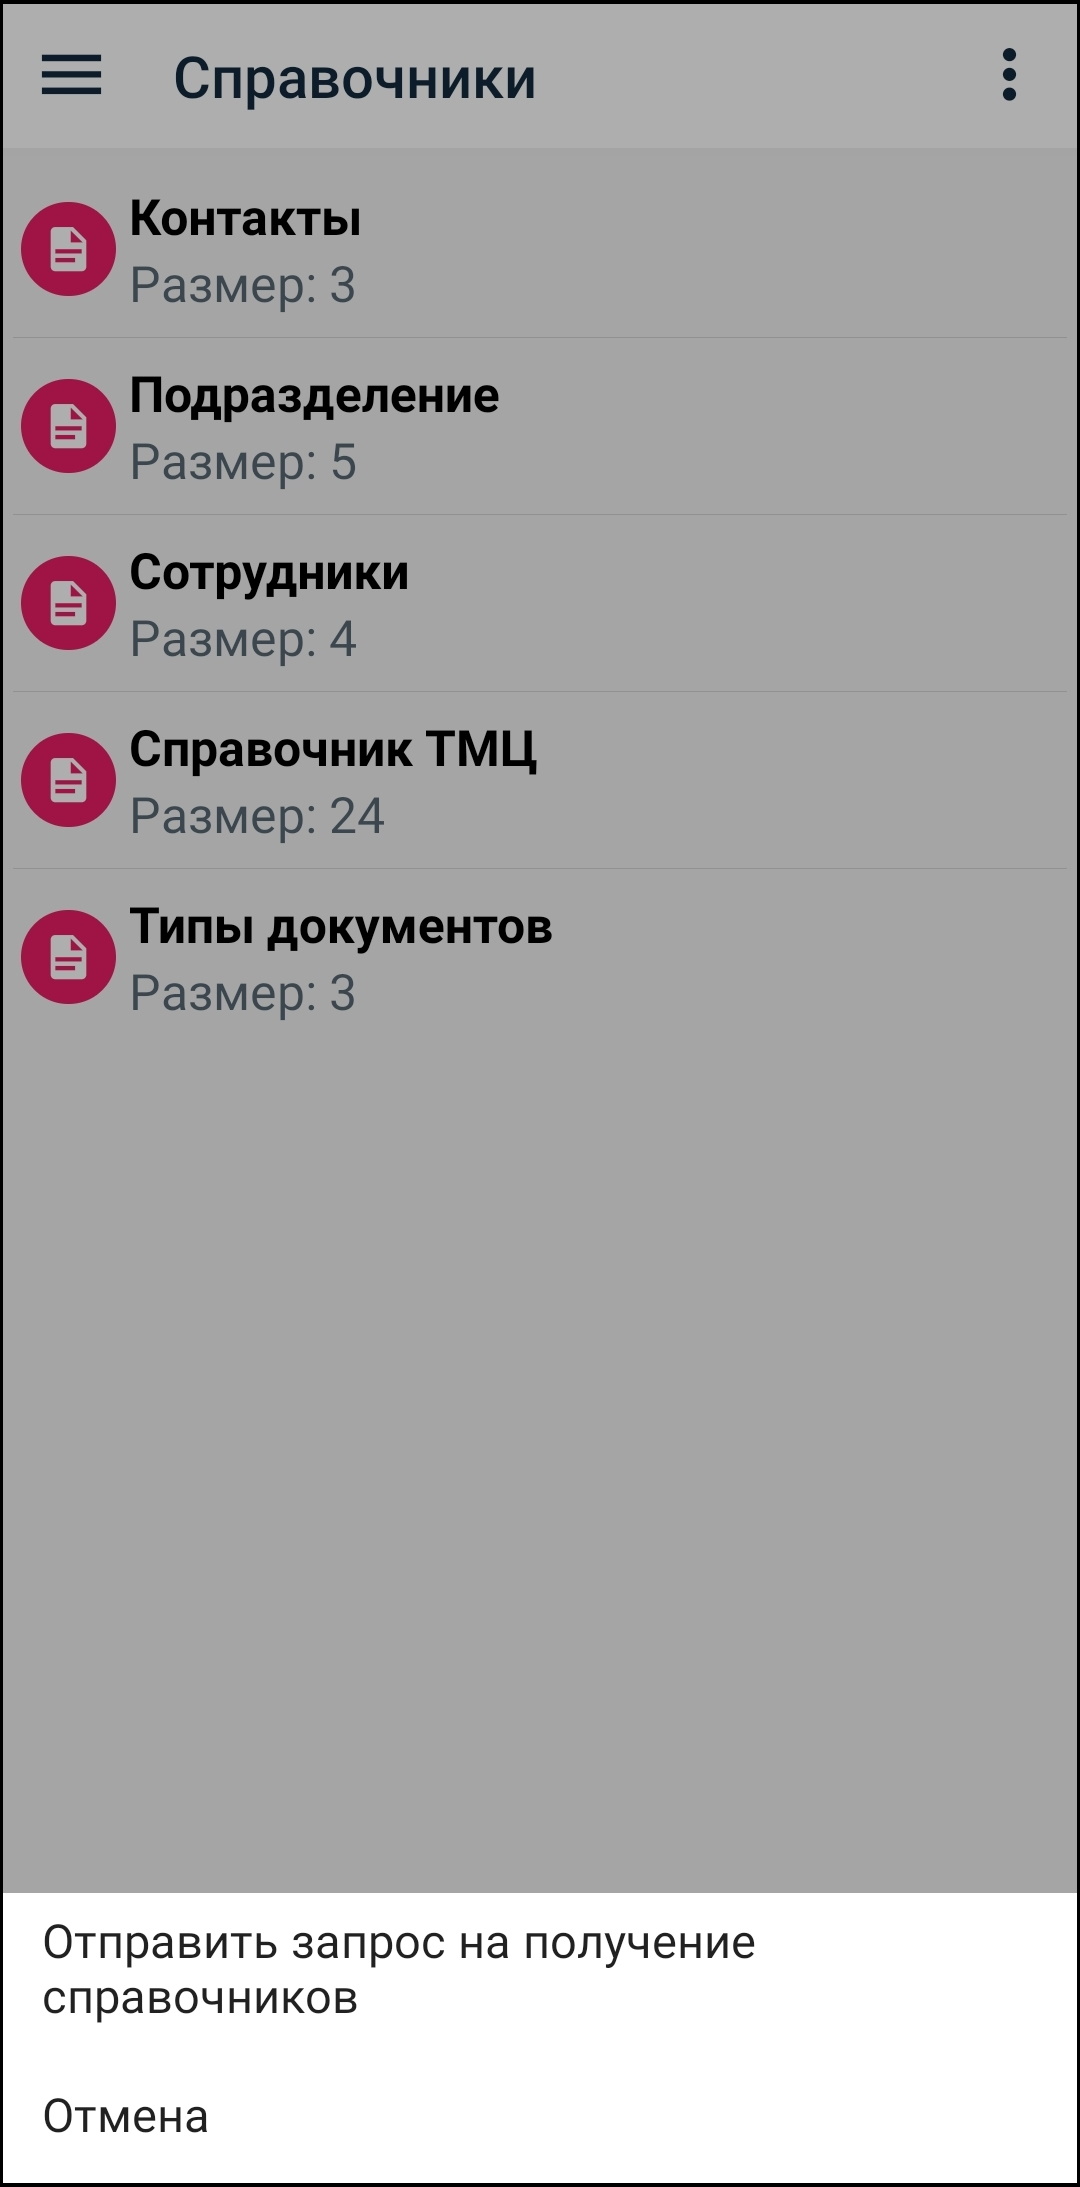 Справочники
Контакты
Размер: 3
Подразделение
Размер: 5
Сотрудники
Размер: 4
Справочник ТМЦ
Размер: 24
Типы документов
Размер: 3
Отправить запрос на получение
справочников
Отмена